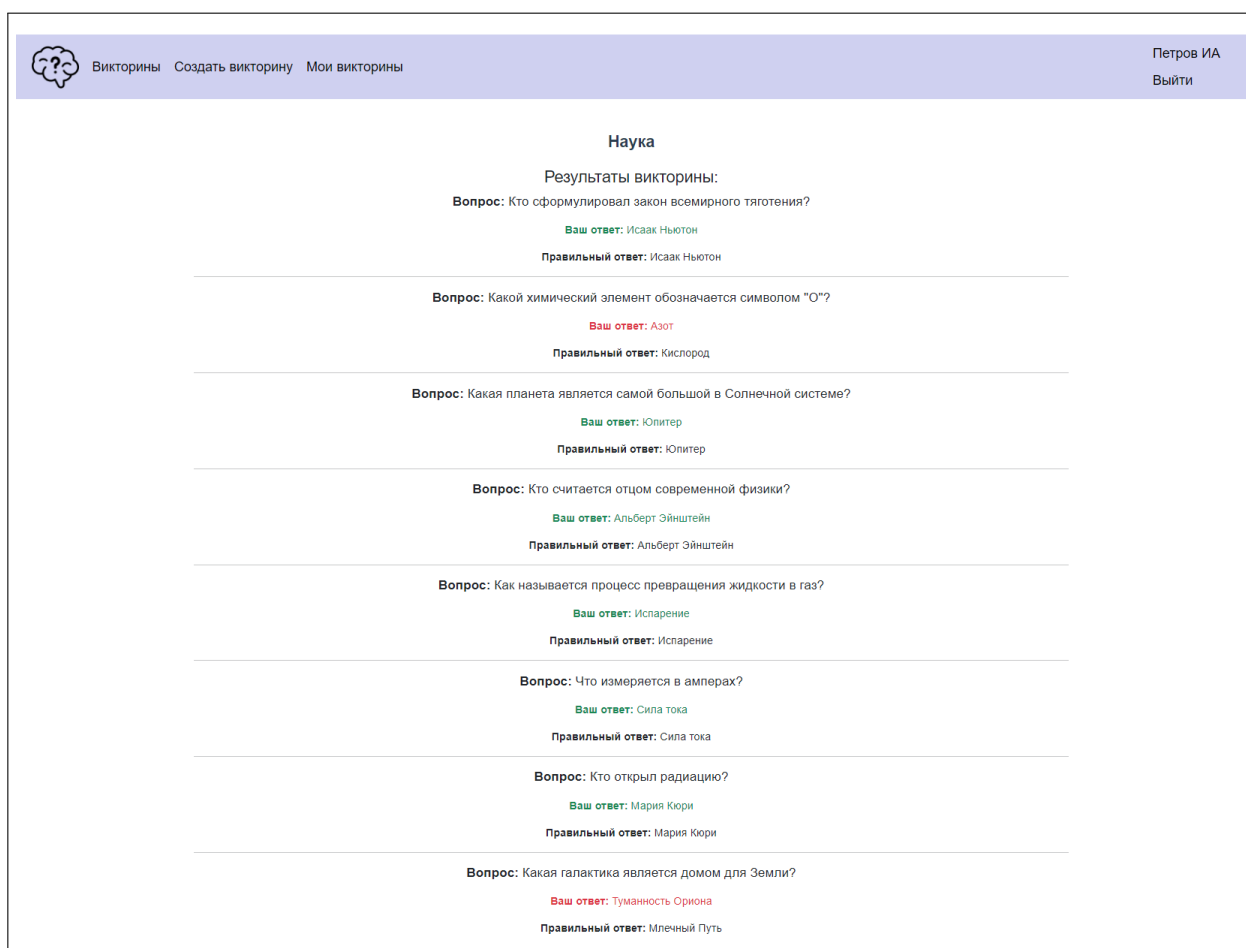 ?
Викторины Создать викторину Мои викторины
Петров ИА
Выйти
Наука
Результаты викторины:
Вопрос: Кто сформулировал закон всемирного тяготения?
Ваш ответ: Исаак Ньютон
Правильный ответ: Исаак Ньютон
Вопрос: Какой химический элемент обозначается символом "О"?
Ваш ответ: Азот
Правильный ответ: Кислород
Вопрос: Какая планета является самой большой в Солнечной системе?
Ваш ответ: Юпитер
Правильный ответ: Юпитер
Вопрос: Кто считается отцом современной физики?
Ваш ответ: Альберт Эйнштейн
Правильный ответ: Альберт Эйнштейн
Вопрос: Как называется процесс превращения жидкости в газ?
Ваш ответ: Испарение
Правильный ответ: Испарение
Вопрос: Что измеряется в амперах?
Ваш ответ: Сила тока
Правильный ответ: Сила тока
Вопрос: Кто открыл радиацию?
Ваш ответ: Мария Кюри
Правильный ответ: Мария Кюри
Вопрос: Какая галактика является домом для Земли?
Ваш ответ: Туманность Ориона
Правильный ответ: Млечный Путь